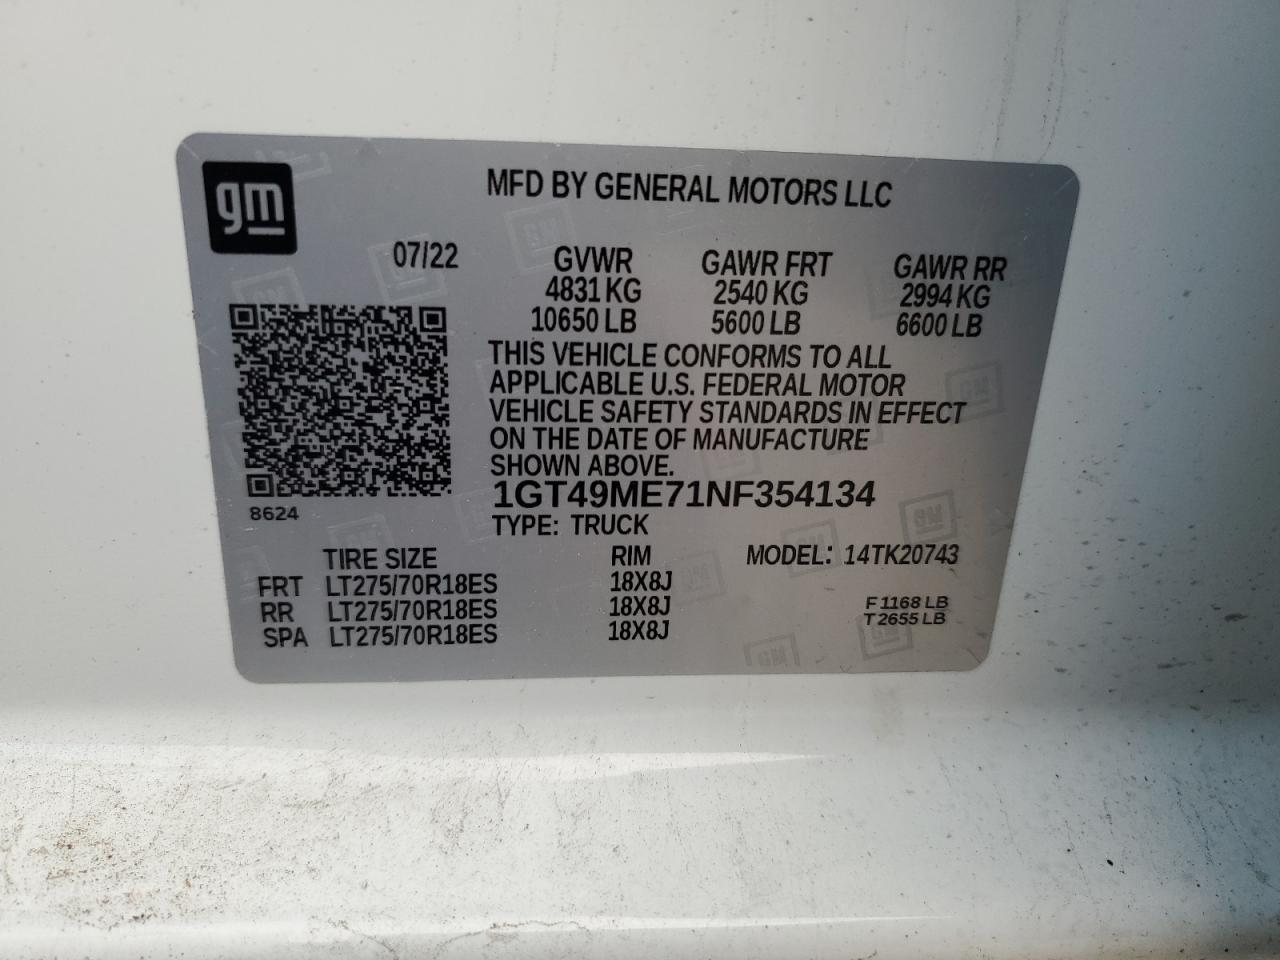 gm
MFD BY GENERAL MOTORS LLC
07/22 GVWR GAWR FRT GAWR RR
4831 KG 2540 KG 2994 KG
10650 LB 5600 LB 6600 LB
THIS VEHICLE CONFORMS TO ALL
APPLICABLE U.S. FEDERAL MOTOR
VEHICLE SAFETY STANDARDS IN EFFECT
ON THE DATE OF MANUFACTURE
SHOWN ABOVE.
1GT49ME71NF354134
8624
TYPE: TRUCK
TIRE SIZE RIM MODEL: 14TK20743
FRT LT275/70R18ES 18X8J
RR LT275/70R18ES 18X8J F 1168 LB
SPA LT275/70R18ES 18X8J T 2655 LB